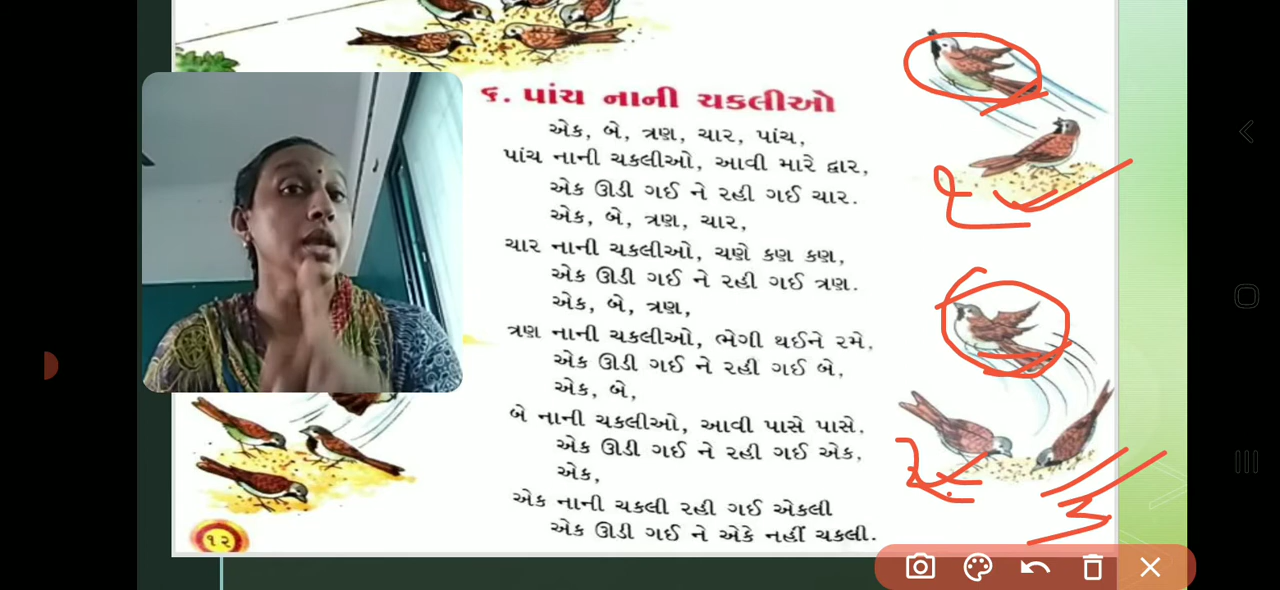 ૬. પાંચ નાની ચકલીઓ
એક, બે, ત્રણ, ચાર, પાંચ,
પાંચ નાની ચકલીઓ, આવી મારે દ્વાર,
એક ઊડી ગઈ ને રહી ગઈ ચાર.
એક, બે, ત્રણ, ચાર,
ચાર નાની ચકલીઓ, ચણે કણ કણ,
એક ઊડી ગઈ ને રહી ગઈ ત્રણ.
એક, બે, ત્રણ,
ત્રણ નાની ચકલીઓ, ભેગી થઈને રમે,
એક ઊડી ગઈ ને રહી ગઈ બે,
એક, બે,
બે નાની ચકલીઓ, આવી પાસે પાસે.
એક ઊડી ગઈ ને રહી ગઈ એક,
એક,
એક નાની ચકલી રહી ગઈ એકલી
એક ઊડી ગઈ ને એકે નહીં ચકલી.
૧૨